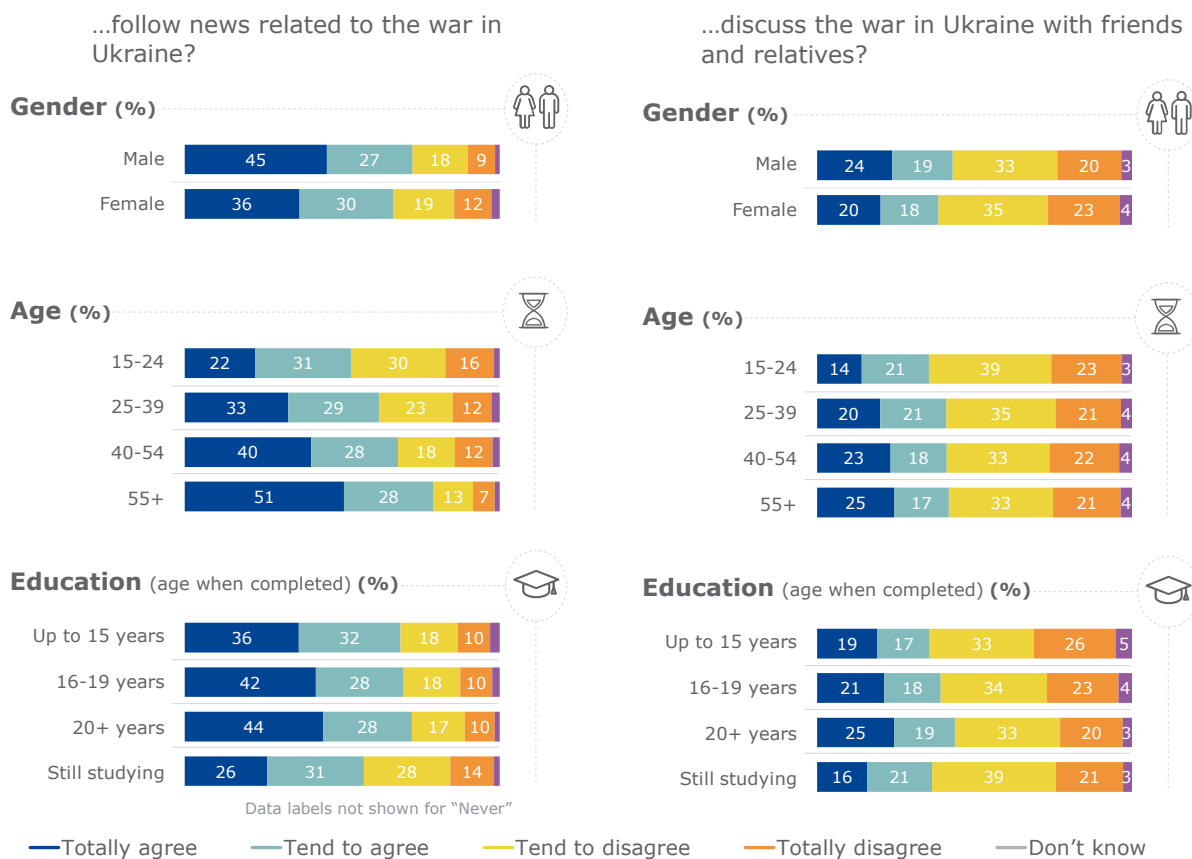 ...follow news related to the war in
Ukraine?
Gender (%)
Male 45 27 18 9
Female 36 30 19 12
Age (%)
15-24 22 31 30 16
25-39 33 29 23 12
40-54 40 28 18 12
55+ 51 28 13 7
Education (age when completed) (%)
Up to 15 years 36 32 18 10
16-19 years 42 28 18 10
20+ years 44 28 17 10
Still studying 26 31 28 14
Data labels not shown for “Never”
...discuss the war in Ukraine with friends
and relatives?
Gender (%)
Male 24 19 33 20 3
Female 20 18 35 23 4
Age (%)
15-24 14 21 39 23 3
25-39 20 21 35 21 4
40-54 23 18 33 22 4
55+ 25 17 33 21 4
Education (age when completed) (%)
Up to 15 years 19 17 33 26 5
16-19 years 21 18 34 23 4
20+ years 25 19 33 20 3
Still studying 16 21 39 21 3
Totally agree Tend to agree Tend to disagree Totally disagree Don’t know